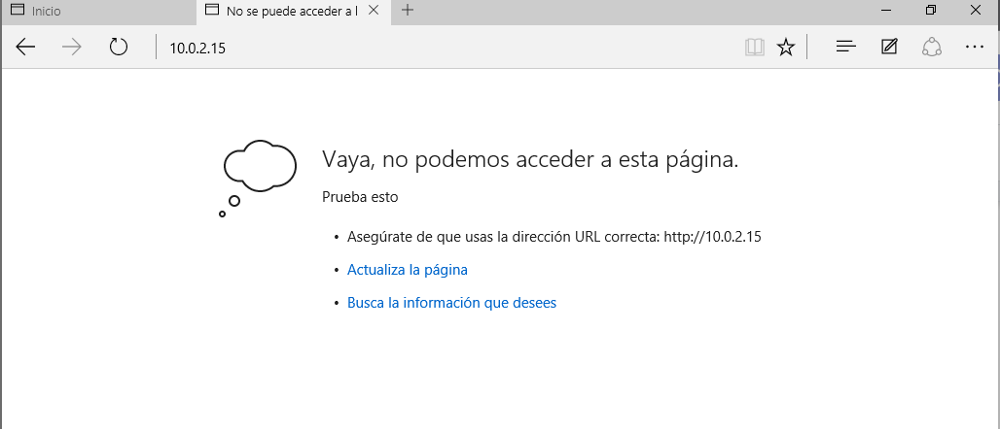 Inicio
No se puede acceder a l
10.0.2.15
Vaya, no podemos acceder a esta página.
Prueba esto
• Asegúrate de que usas la dirección URL correcta: http://10.0.2.15
• Actualiza la página
• Busca la información que desees